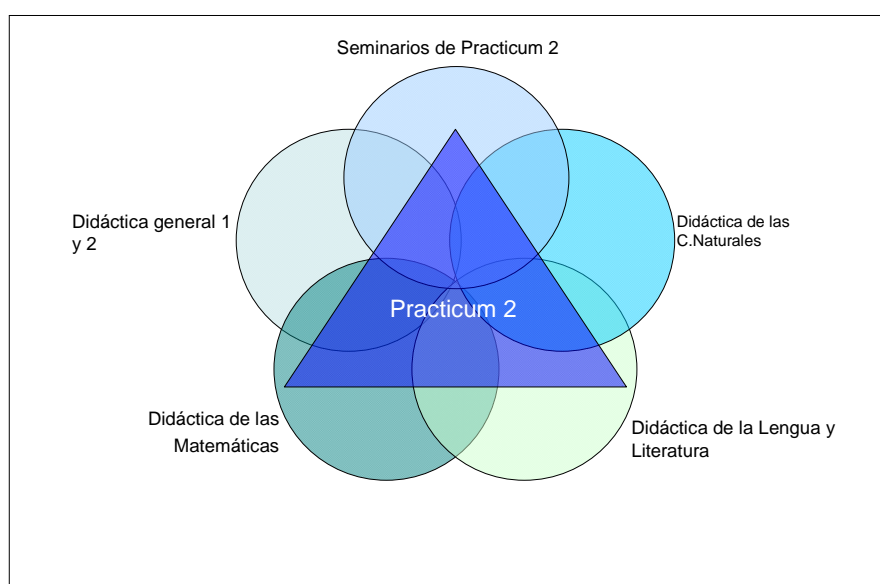 Seminarios de Practicum 2
Didáctica general 1
y 2
Didáctica de las
C.Naturales
Practicum 2
Didáctica de las
Matemáticas
Didáctica de la Lengua y
Literatura